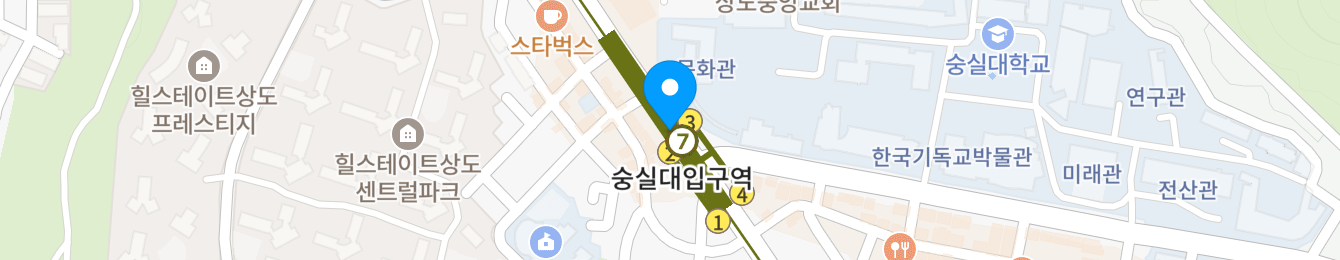 상도중앙교회
스타벅스
숭실대학교
문화관
힐스테이트상도
프레스티지
연구관
3
7
2
힐스테이트상도
센트럴파크
한국기독교박물관
미래관
숭실대입구역
전산관
4
1